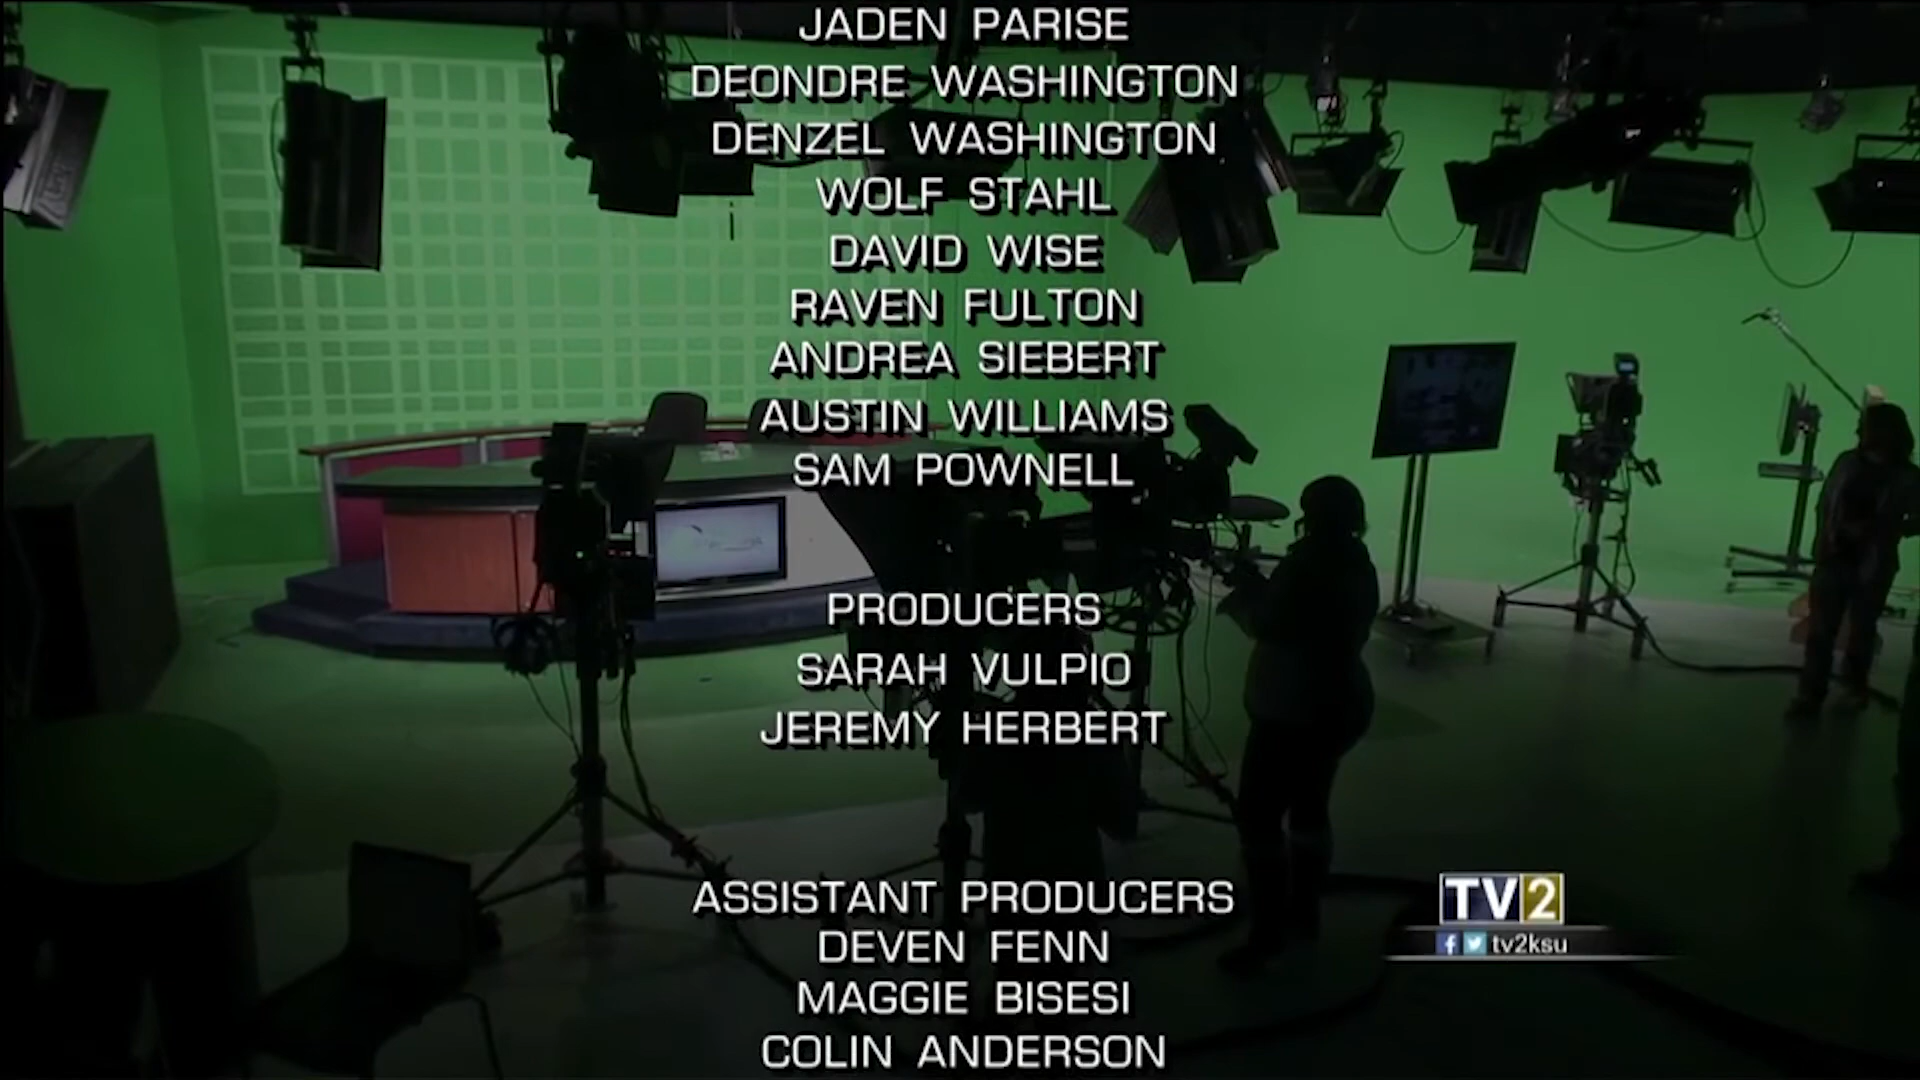 JADEN PARISE
DEONDRE WASHINGTON
DENZEL WASHINGTON
WOLF STAHL
DAVID WISE
RAVEN FULTON
ANDREA SIEBERT
AUSTIN WILLIAMS
SAM POWNELL
PRODUCERS
SARAH VULPIO
JEREMY HERBERT
ASSISTANT PRODUCERS
DEVEN FENN
MAGGIE BISESI
COLIN ANDERSON
TV2
f tv2ksu